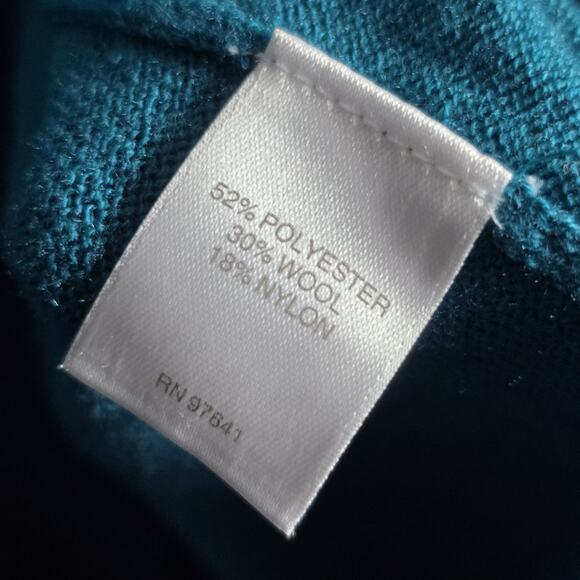 52% POLYESTER
30% WOOL
18% NYLON
RN 97641